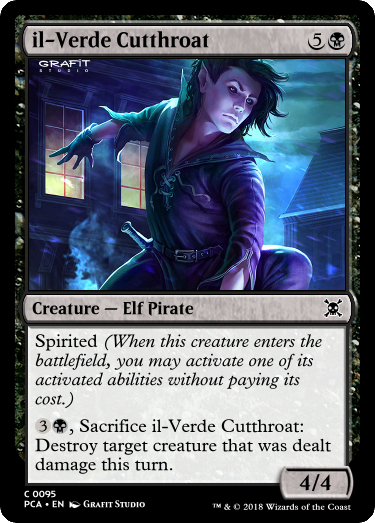 il-Verde Cutthroat 5
GRAFIT
STUDIO
Creature — Elf Pirate
Spirited (When this creature enters the
battlefield, you may activate one of its
activated abilities without paying its
cost.)
3, Sacrifice il-Verde Cutthroat:
Destroy target creature that was dealt
damage this turn.
4/4
C 0095
PCA • EN Grafit Studio
™ & © 2018 Wizards of the Coast